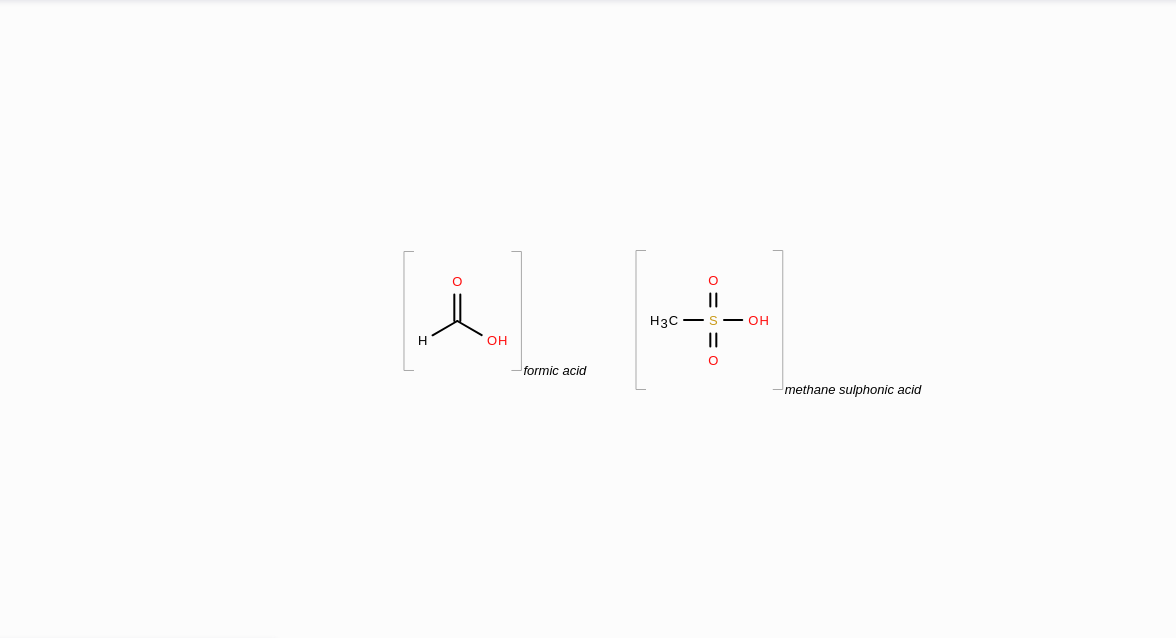 O
H
OH
formic acid
O
H3C S OH
O
methane sulphonic acid